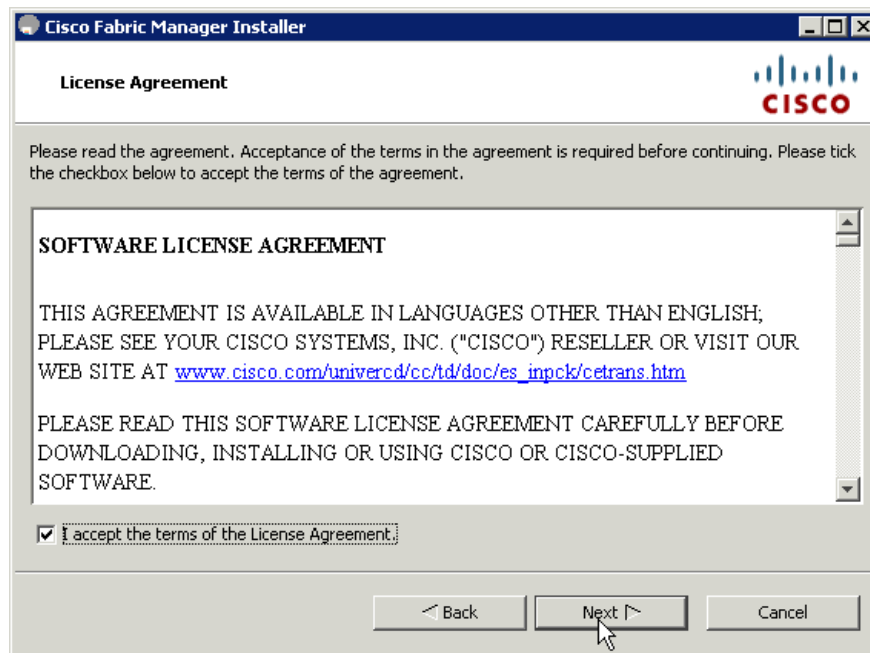 Cisco Fabric Manager Installer
License Agreement
CISCO
Please read the agreement. Acceptance of the terms in the agreement is required before continuing. Please tick
the checkbox below to accept the terms of the agreement.
SOFTWARE LICENSE AGREEMENT
THIS AGREEMENT IS AVAILABLE IN LANGUAGES OTHER THAN ENGLISH;
PLEASE SEE YOUR CISCO SYSTEMS, INC. ("CISCO") RESELLER OR VISIT OUR
WEB SITE AT www.cisco.com/univercd/cc/td/doc/es_inpck/cetrans.htm
PLEASE READ THIS SOFTWARE LICENSE AGREEMENT CAREFULLY BEFORE
DOWNLOADING, INSTALLING OR USING CISCO OR CISCO-SUPPLIED
SOFTWARE.
I accept the terms of the License Agreement.
Back
Next
Cancel